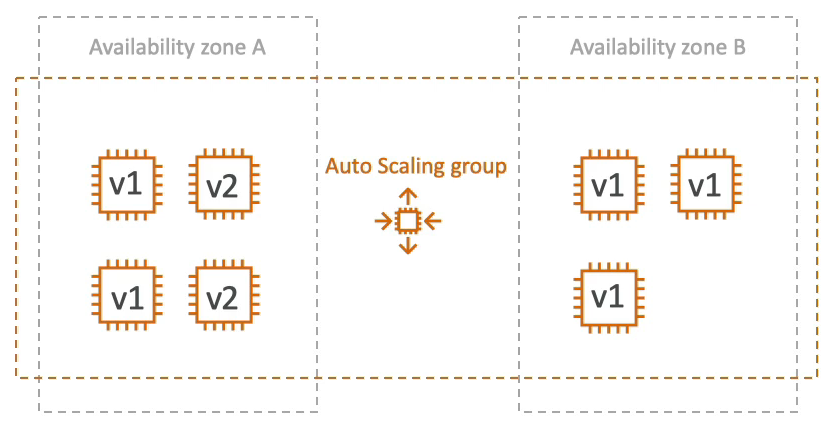 Availability zone A
Availability zone B
Auto Scaling group
v1
v2
v1
v1
v1
v2
v1